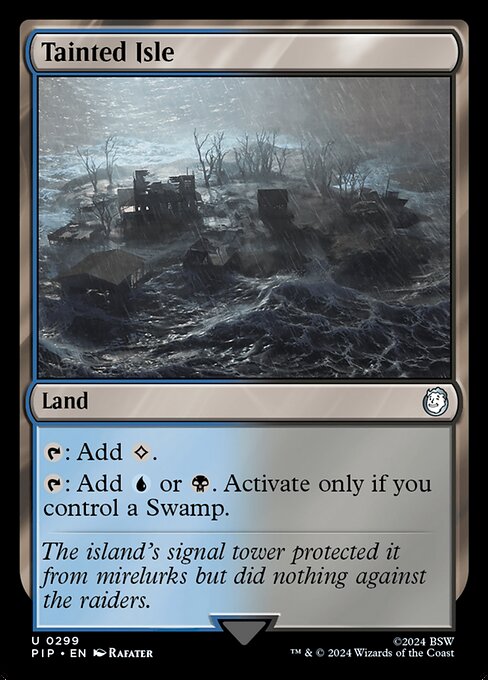 Tainted Isle
Land
: Add .
: Add or . Activate only if you
control a Swamp.
The island's signal tower protected it
from mirelurks but did nothing against
the raiders.
U 0299
PIP • EN Rafater
©2024 BSW
™ & © 2024 Wizards of the Coast